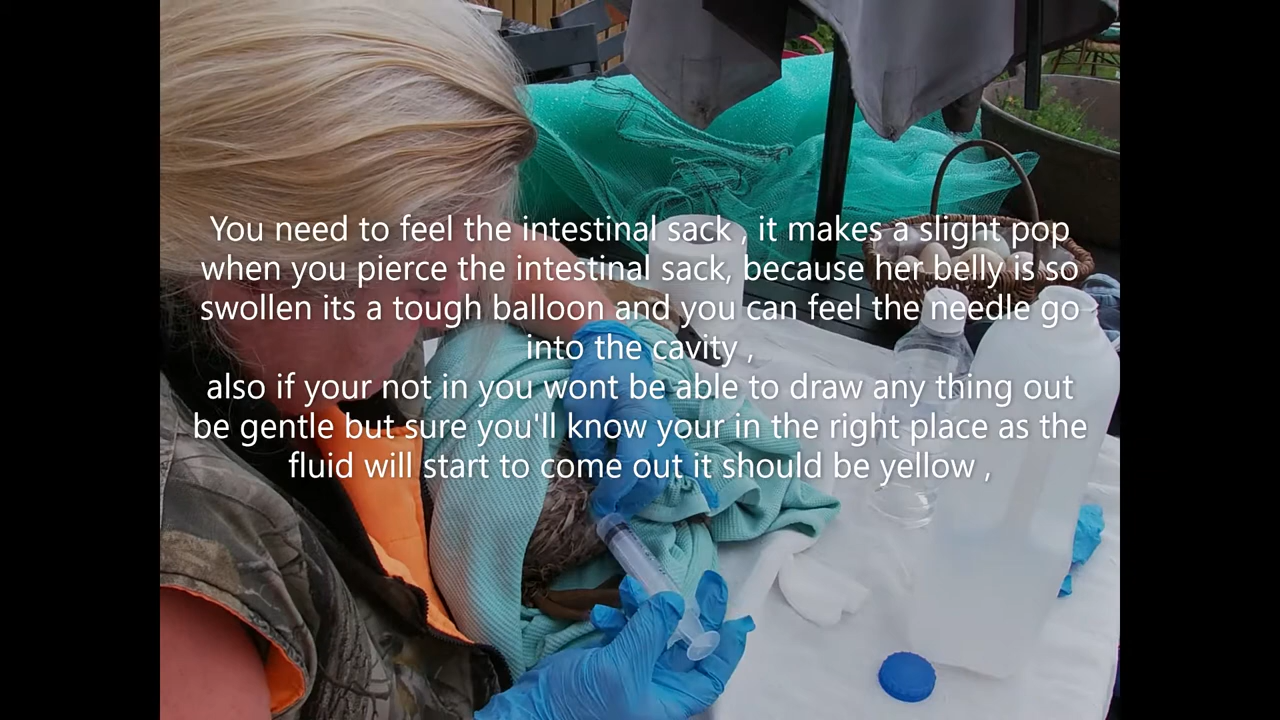 You need to feel the intestinal sack , it makes a slight pop
when you pierce the intestinal sack, because her belly is so
swollen its a tough balloon and you can feel the needle go
into the cavity ,
also if your not in you wont be able to draw any thing out
be gentle but sure you'll know your in the right place as the
fluid will start to come out it should be yellow ,